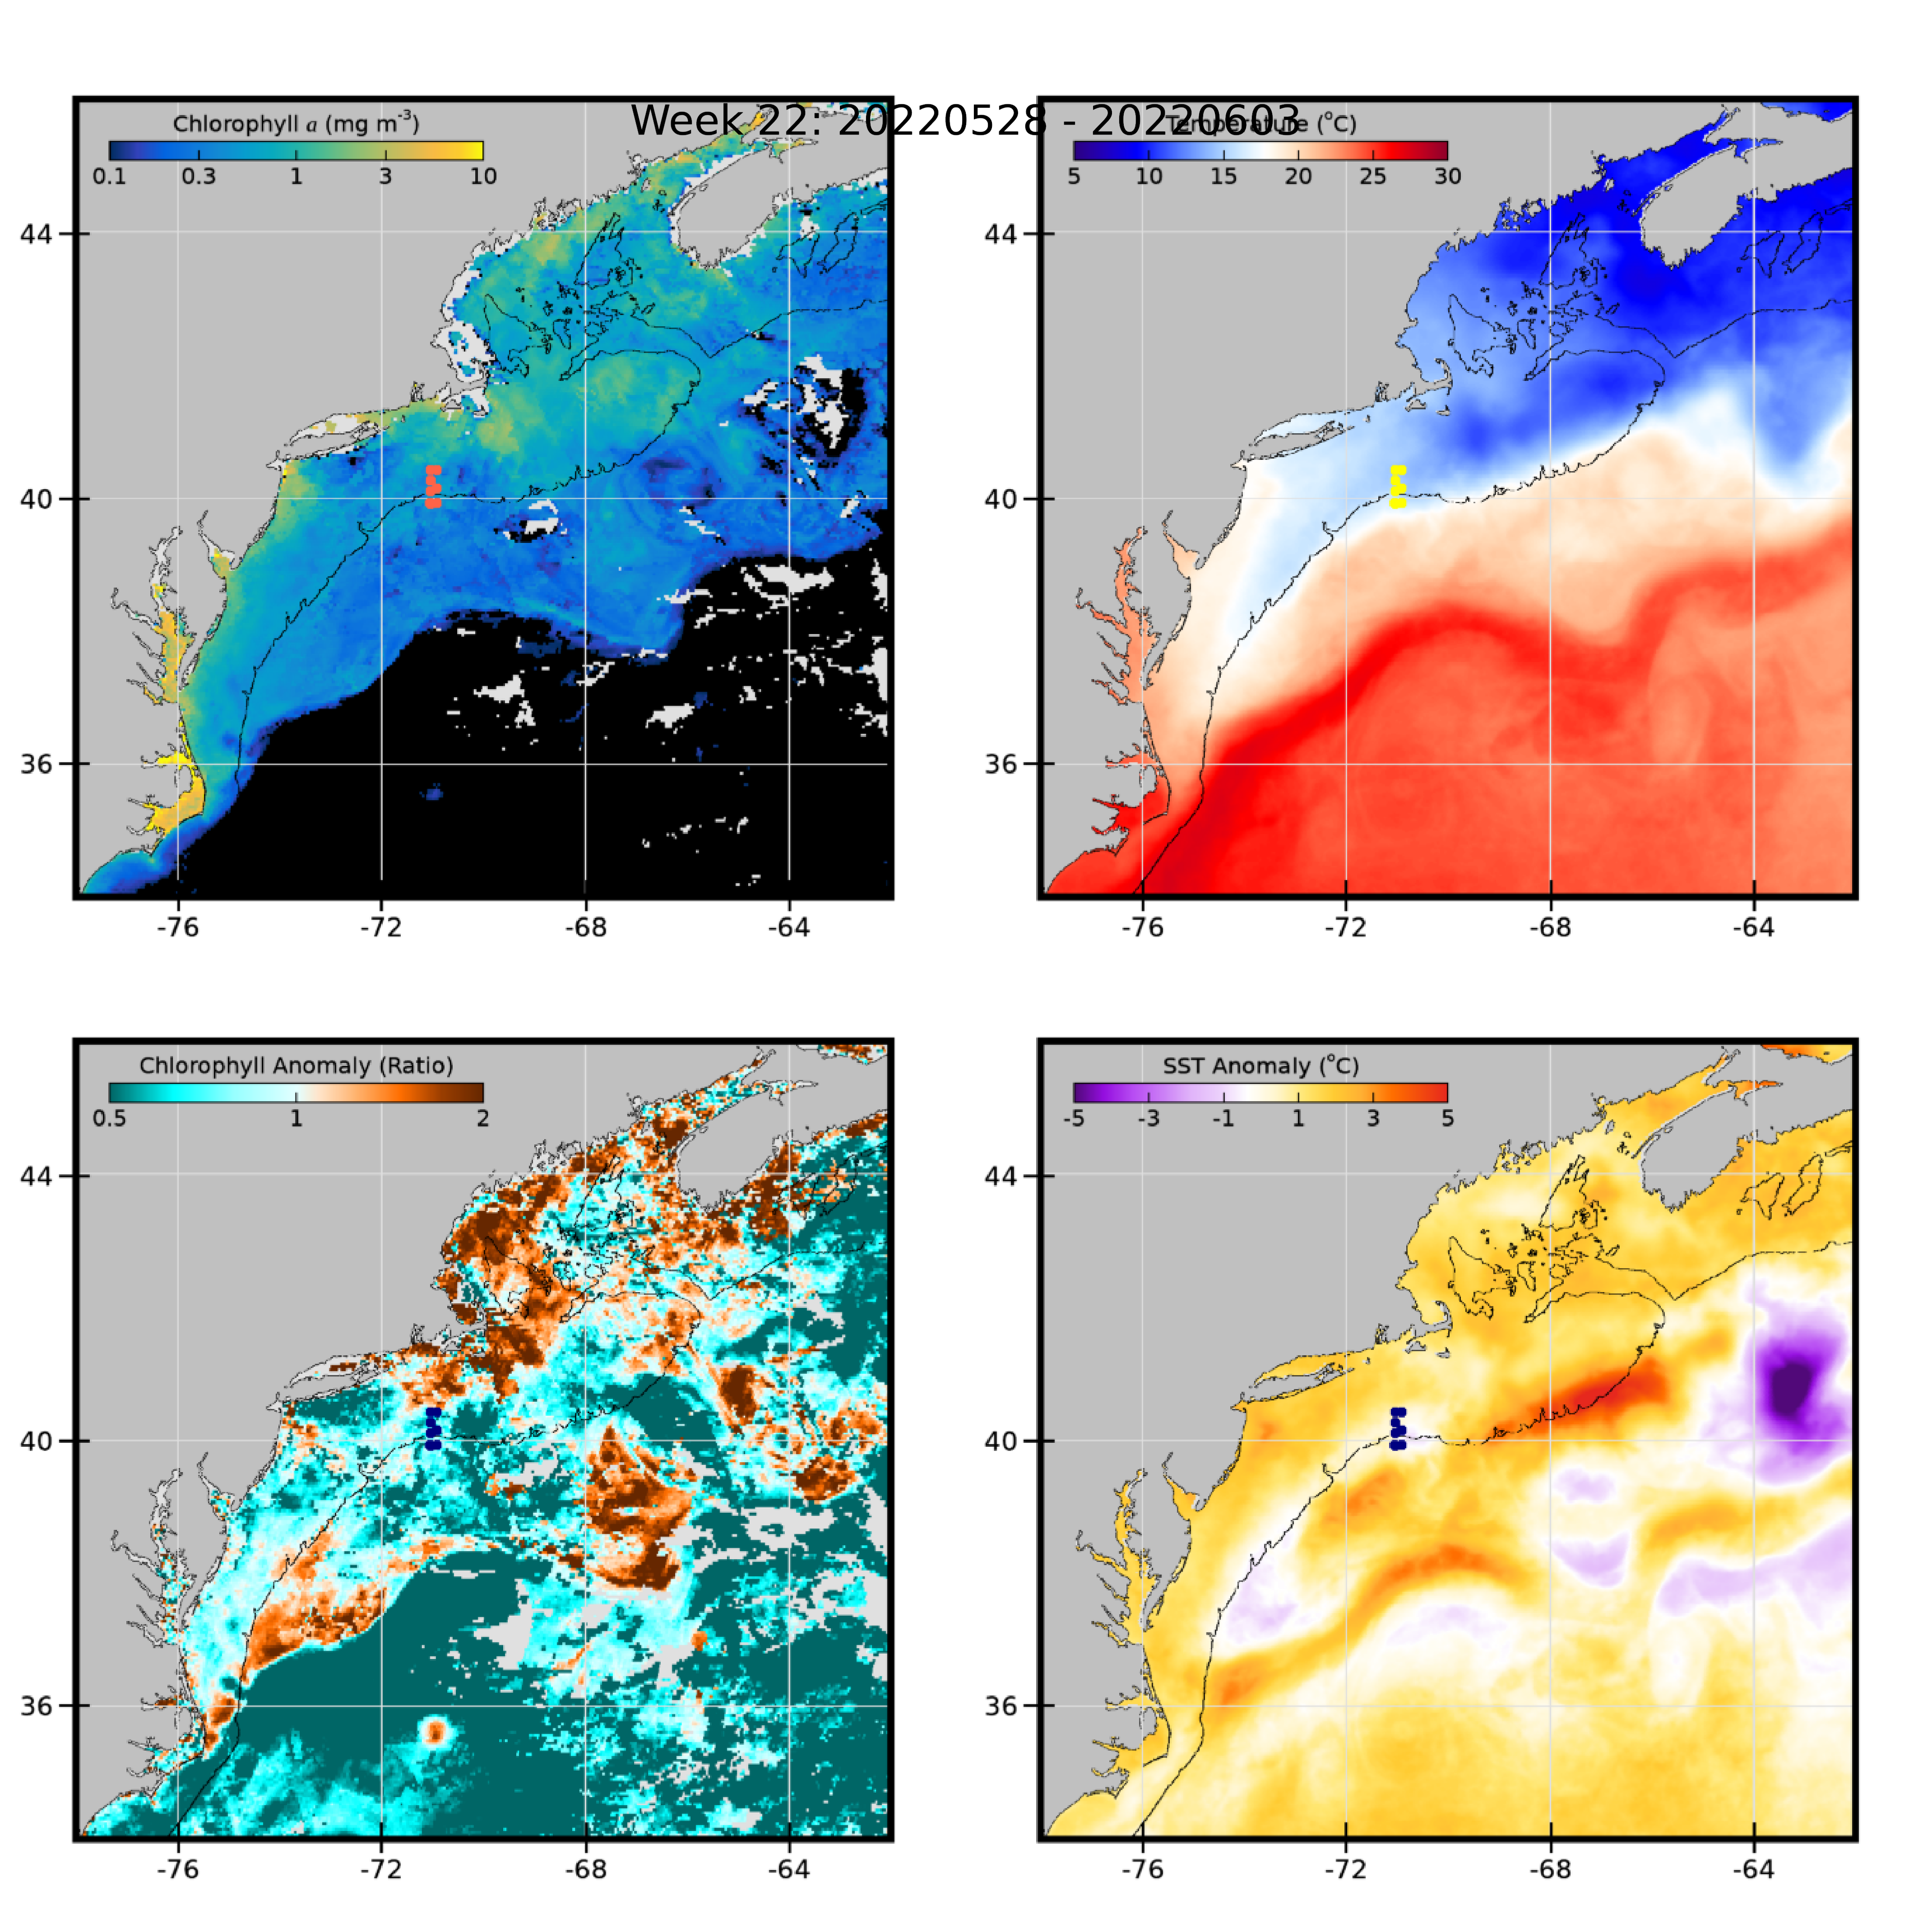 Week 22: 20220528 - 20220603
Chlorophyll a (mg m-3)
0.1 0.3 1 3 10
Temperature (°C)
5 10 15 20 25 30
44
40
36
-76 -72 -68 -64
44
40
36
-76 -72 -68 -64
Chlorophyll Anomaly (Ratio)
0.5 1 2
SST Anomaly (°C)
-5 -3 -1 1 3 5
44
40
36
-76 -72 -68 -64
44
40
36
-76 -72 -68 -64